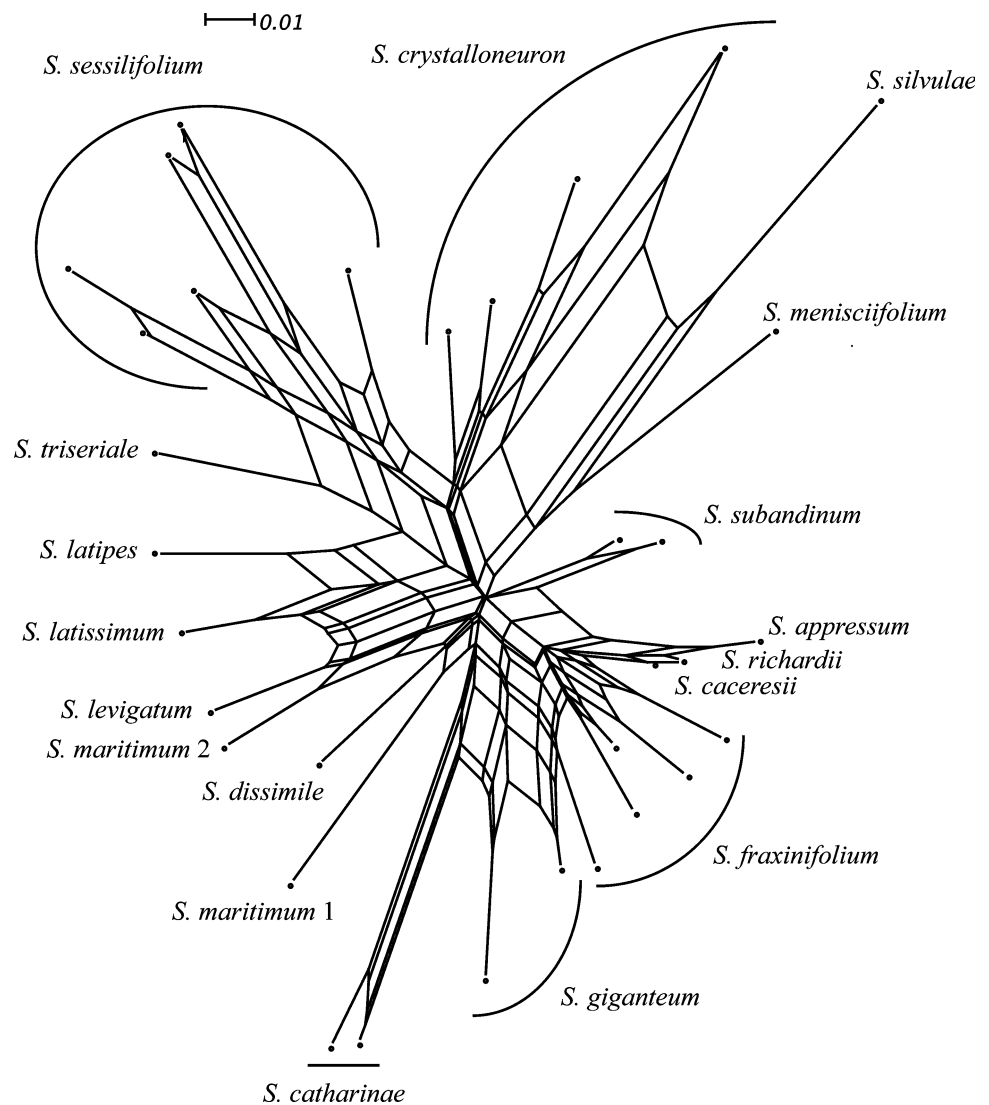 0.01
S. sessilifolium
S. crystalloneuron
S. silvulae
S. menisciifolium
S. triseriale
S. subandinum
S. latipes
S. latissimum
S. appressum
S. richardii
S. caceresii
S. levigatum
S. maritimum 2
S. dissimile
S. fraxinifolium
S. maritimum 1
S. giganteum
S. catharinae